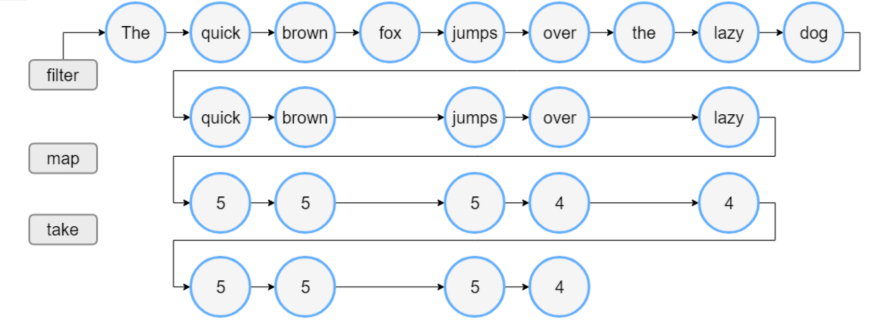 The quick brown fox jumps over the lazy dog
filter
quick brown jumps over lazy
map
5 5 5 4 4
take
5 5 5 4